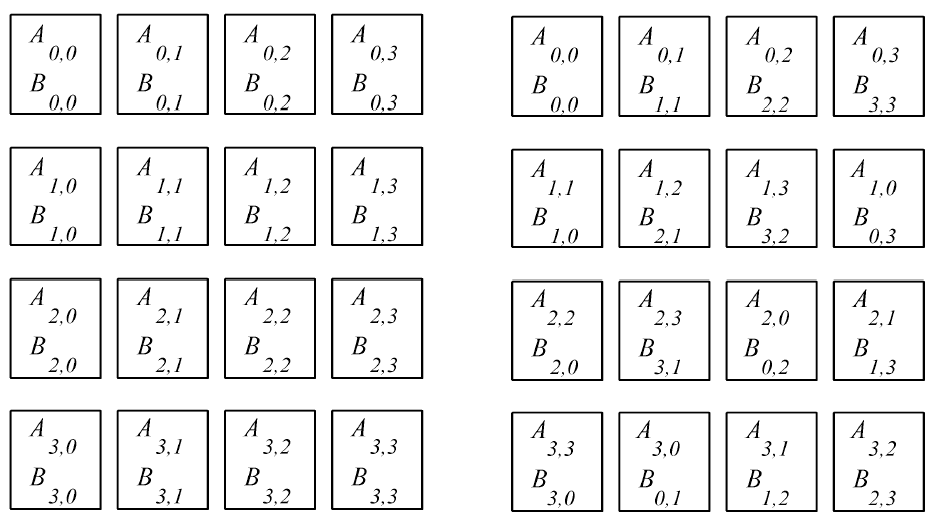 A0,0 A0,1 A0,2 A0,3 A0,0 A0,1 A0,2 A0,3
B0,0 B0,1 B0,2 B0,3 B0,0 B1,1 B2,2 B3,3
A1,0 A1,1 A1,2 A1,3 A1,1 A1,2 A1,3 A1,0
B1,0 B1,1 B1,2 B1,3 B1,0 B2,1 B3,2 B0,3
A2,0 A2,1 A2,2 A2,3 A2,2 A2,3 A2,0 A2,1
B2,0 B2,1 B2,2 B2,3 B2,0 B3,1 B0,2 B1,3
A3,0 A3,1 A3,2 A3,3 A3,3 A3,0 A3,1 A3,2
B3,0 B3,1 B3,2 B3,3 B3,0 B0,1 B1,2 B2,3